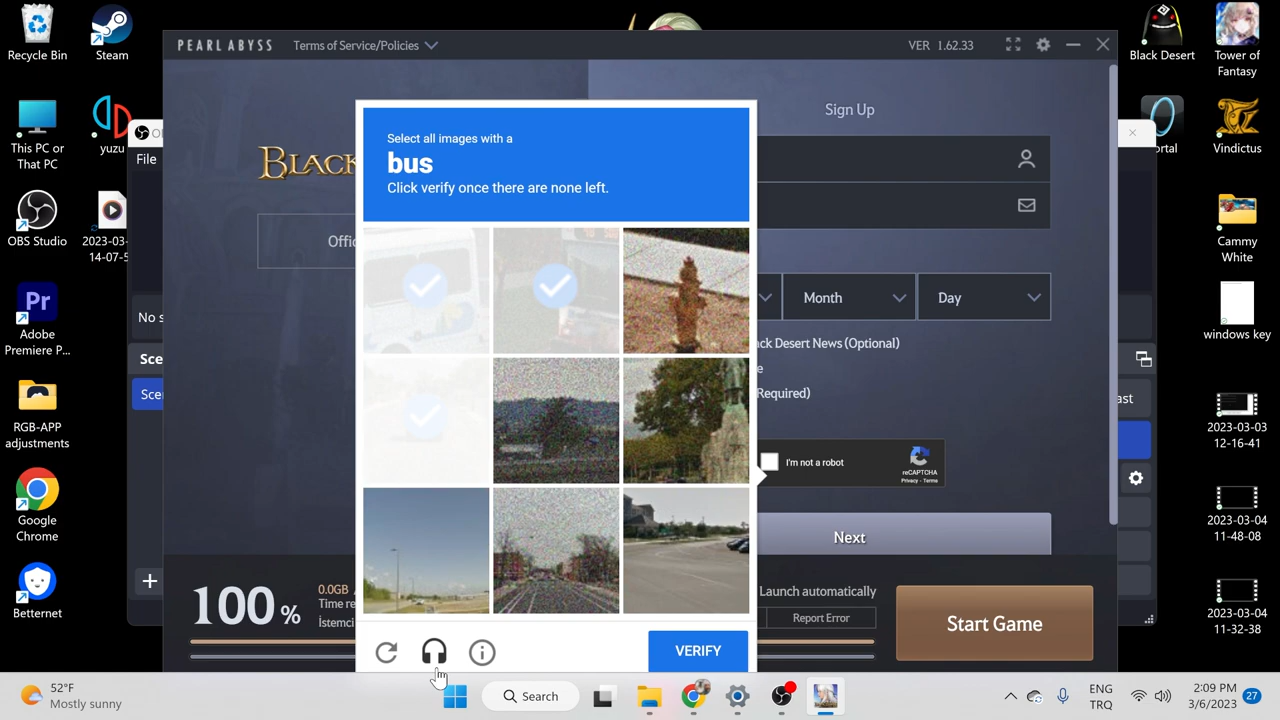 Recycle Bin
Steam
This PC or
That PC
yuzu
OBS Studio
2023-03-
14-07-5
Adobe
Premiere P...
RGB-APP
adjustments
Google
Chrome
Betternet
File
No s
Sce
Sce
PEARL ABYSS
Terms of Service/Policies
VER 1.62.33
BLACK
Offic
Sign Up
Month
Day
ck Desert News (Optional)
e
Required)
I'm not a robot
reCAPTCHA
Privacy - Terms
Next
Select all images with a
bus
Click verify once there are none left.
VERIFY
100 %
0.0GB /
Time re
İstemci
Launch automatically
Report Error
Start Game
ast
Black Desert
Tower of
Fantasy
ortal
Vindictus
Cammy
White
windows key
2023-03-03
12-16-41
2023-03-04
11-48-08
2023-03-04
11-32-38
52°F
Mostly sunny
Search
ENG
TRQ
2:09 PM
3/6/2023
27